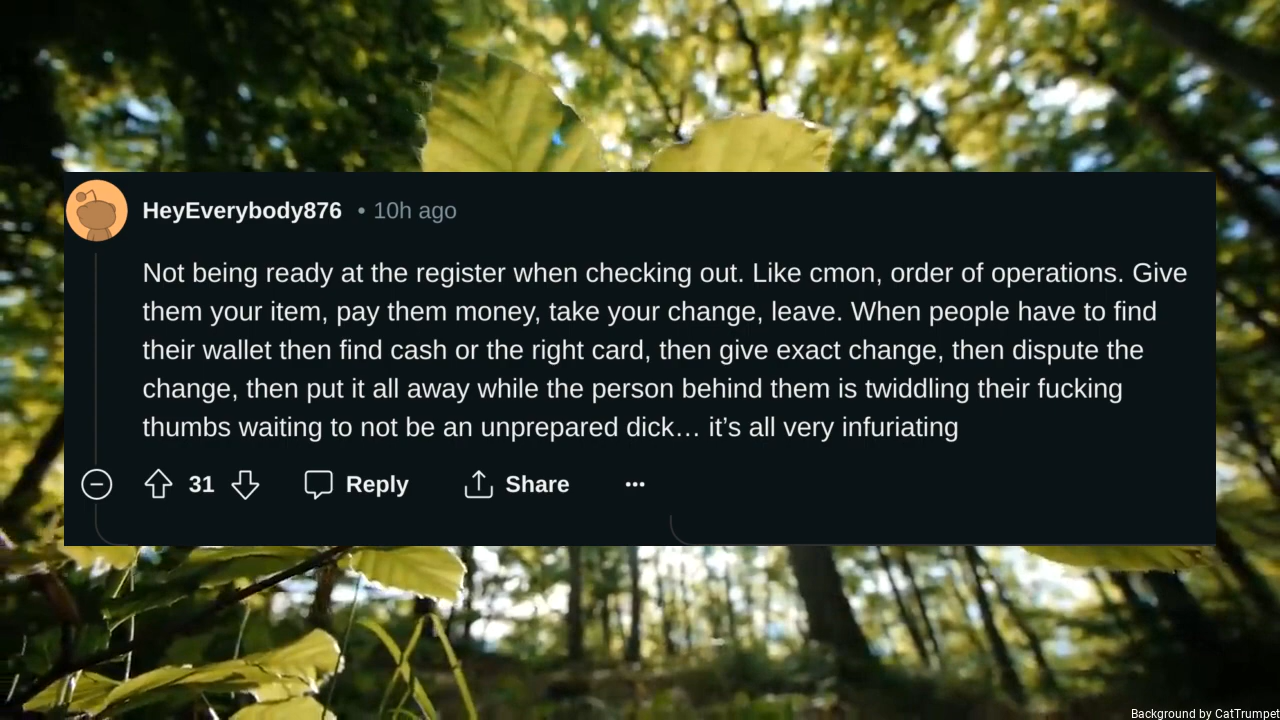 HeyEverybody876 • 10h ago
Not being ready at the register when checking out. Like cmon, order of operations. Give
them your item, pay them money, take your change, leave. When people have to find
their wallet then find cash or the right card, then give exact change, then dispute the
change, then put it all away while the person behind them is twiddling their fucking
thumbs waiting to not be an unprepared dick… it’s all very infuriating
31 Reply Share
Background by CatTrumpet